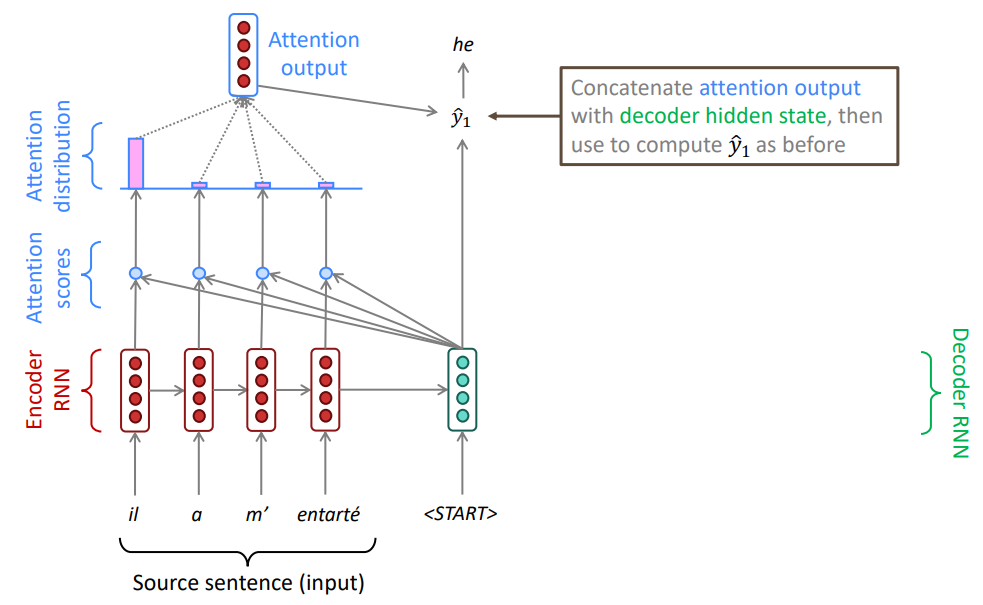 Attention
output
he
ŷ₁
Concatenate attention output
with decoder hidden state, then
use to compute ŷ₁ as before
Attention
distribution
Attention
scores
Encoder
RNN
Decoder RNN
il a m’ entarté <START>
Source sentence (input)